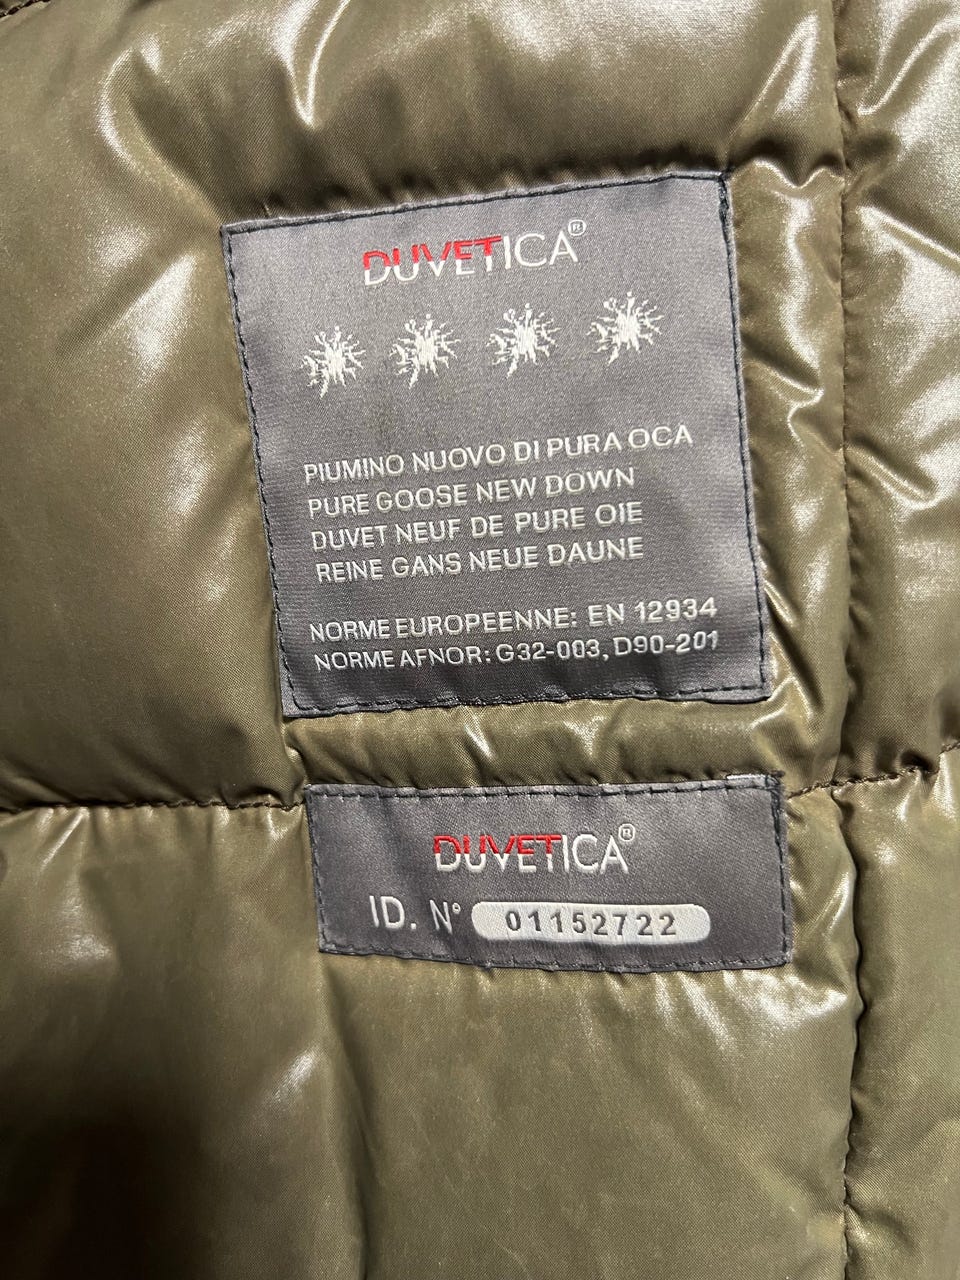 DUVETICA®
PIUMINO NUOVO DI PURA OCA
PURE GOOSE NEW DOWN
DUVET NEUF DE PURE OIE
REINE GANS NEUE DAUNE
NORME EUROPEENNE: EN 12934
NORME AFNOR: G32-003, D90-201
DUVETICA®
ID. N° 01152722